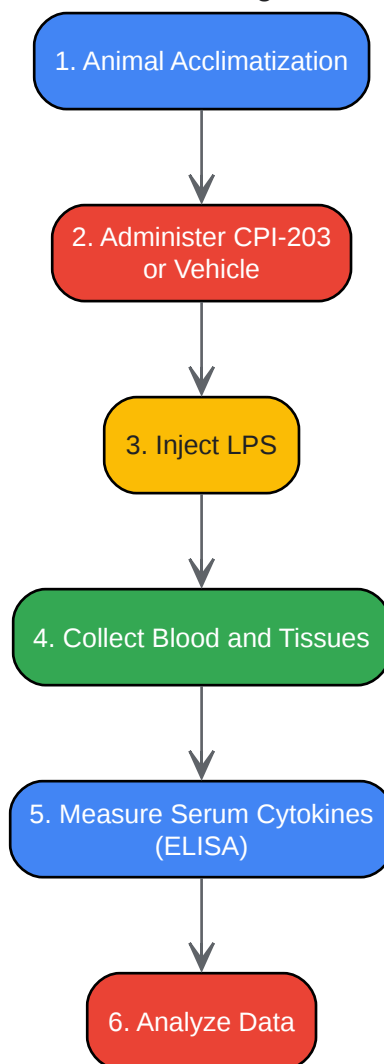 1. Animal Acclimatization
2. Administer CPI-203
or Vehicle
3. Inject LPS
4. Collect Blood and Tissues
5. Measure Serum Cytokines
(ELISA)
6. Analyze Data